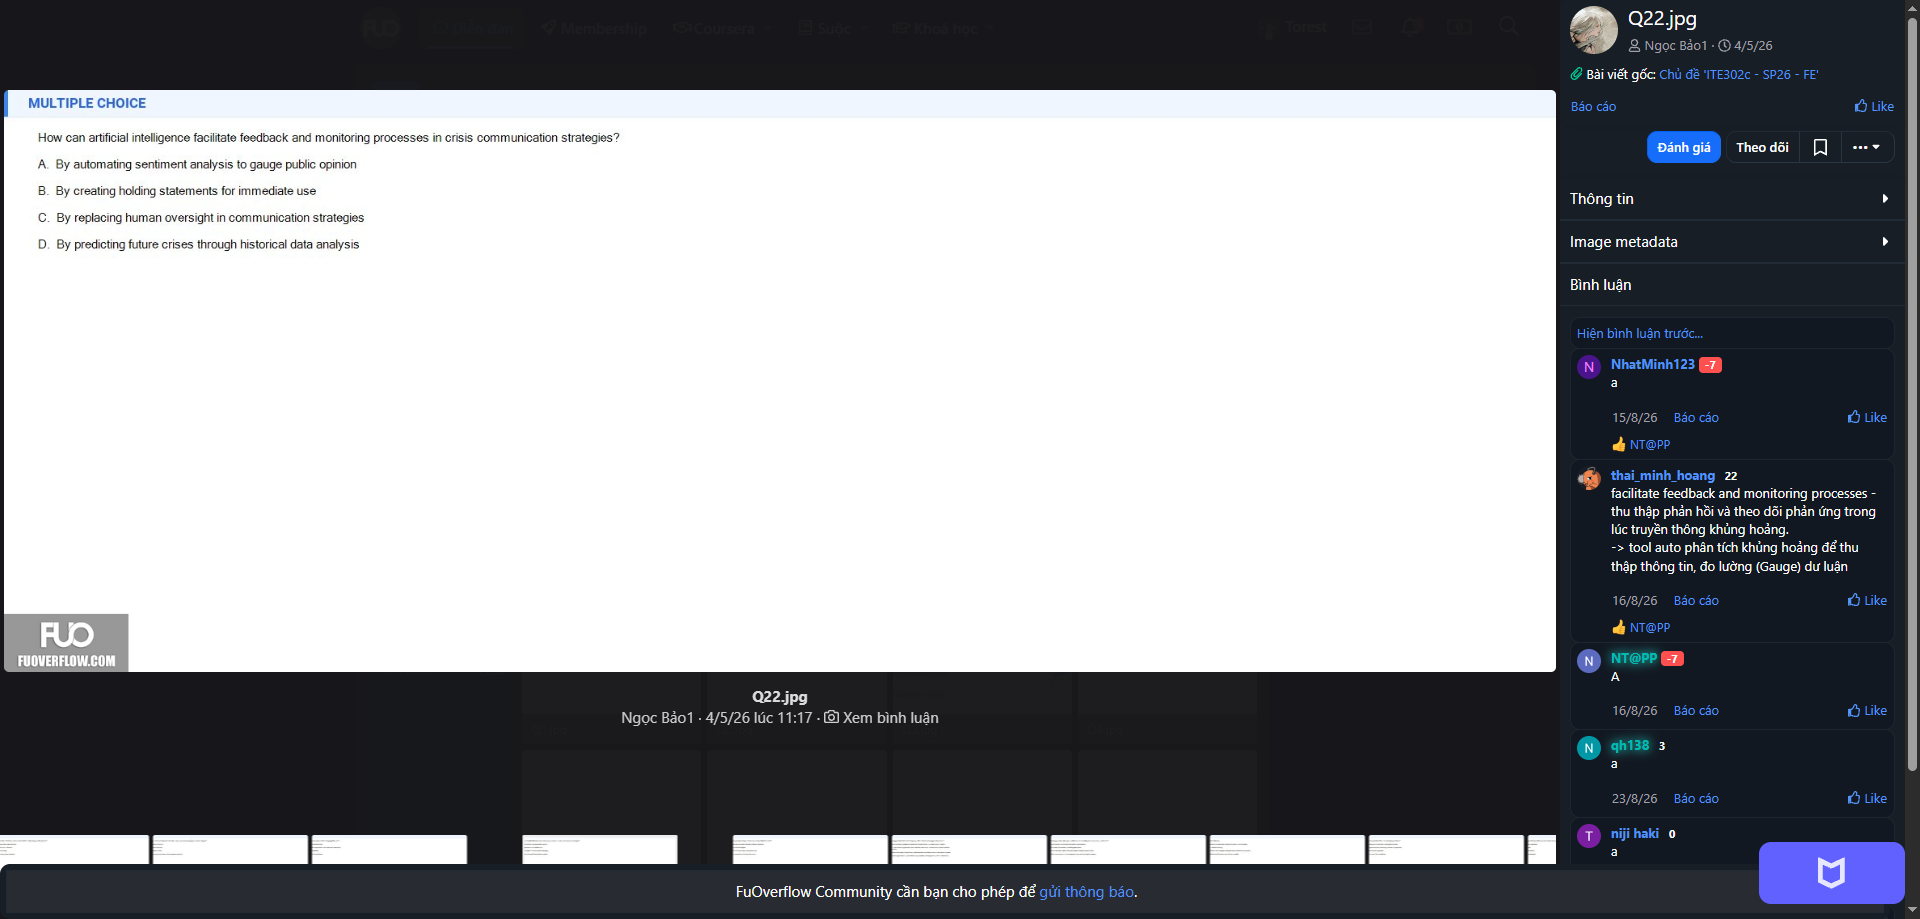 FUO
Membership
Coursera
Suốc
Khoá học
Torest
MULTIPLE CHOICE
How can artificial intelligence facilitate feedback and monitoring processes in crisis communication strategies?
A. By automating sentiment analysis to gauge public opinion
B. By creating holding statements for immediate use
C. By replacing human oversight in communication strategies
D. By predicting future crises through historical data analysis
FUO
FUOVERFLOW.COM
Q22.jpg
Ngọc Bảo1 · 4/5/26 lúc 11:17 · Xem bình luận
Q22.jpg
Ngọc Bảo1 · 4/5/26
Bài viết gốc: Chủ đề 'ITE302c - SP26 - FE'
Báo cáo
Like
Đánh giá
Theo dõi
Thông tin
Image metadata
Bình luận
Hiện bình luận trước...
N
NhatMinh123 -7
a
15/8/26 Báo cáo Like
NT@PP
thai_minh_hoang 22
facilitate feedback and monitoring processes -
thu thập phản hồi và theo dõi phản ứng trong
lúc truyền thông khủng hoảng.
-> tool auto phân tích khủng hoảng để thu
thập thông tin, đo lường (Gauge) dư luận
16/8/26 Báo cáo Like
NT@PP
N
NT@PP -7
A
16/8/26 Báo cáo Like
N
qh138 3
a
23/8/26 Báo cáo Like
T
niji haki 0
a
FuOverflow Community cần bạn cho phép để gửi thông báo.